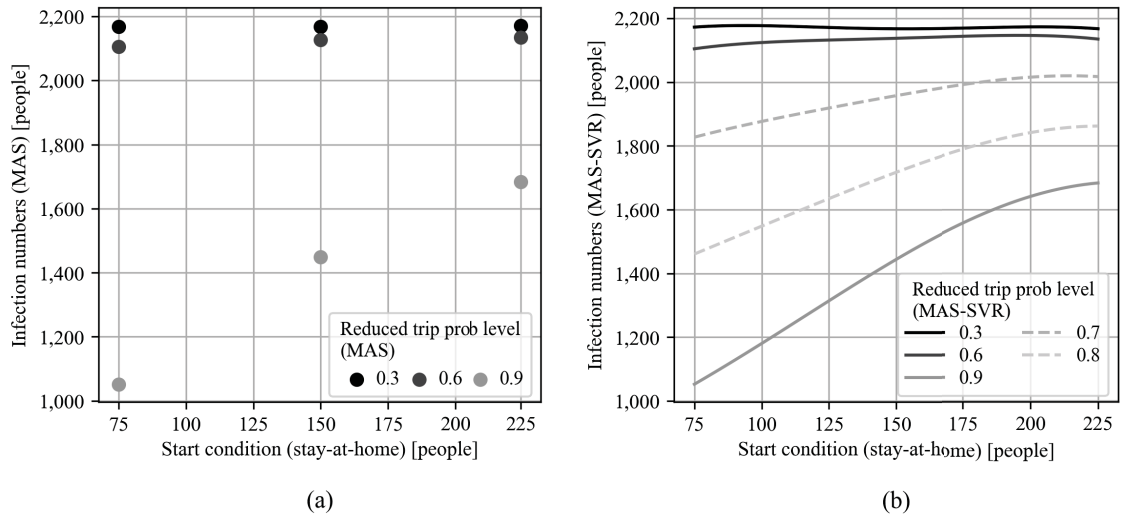 2,200
2,000
1,800
1,600
1,400
1,200
1,000
Infection numbers (MAS) [people]
75 100 125 150 175 200 225
Start condition (stay-at-home) [people]
Reduced trip prob level
(MAS)
0.3 0.6 0.9
(a)
2,200
2,000
1,800
1,600
1,400
1,200
1,000
Infection numbers (MAS-SVR) [people]
75 100 125 150 175 200 225
Start condition (stay-at-home) [people]
Reduced trip prob level
(MAS-SVR)
0.3 0.7
0.6 0.8
0.9
(b)